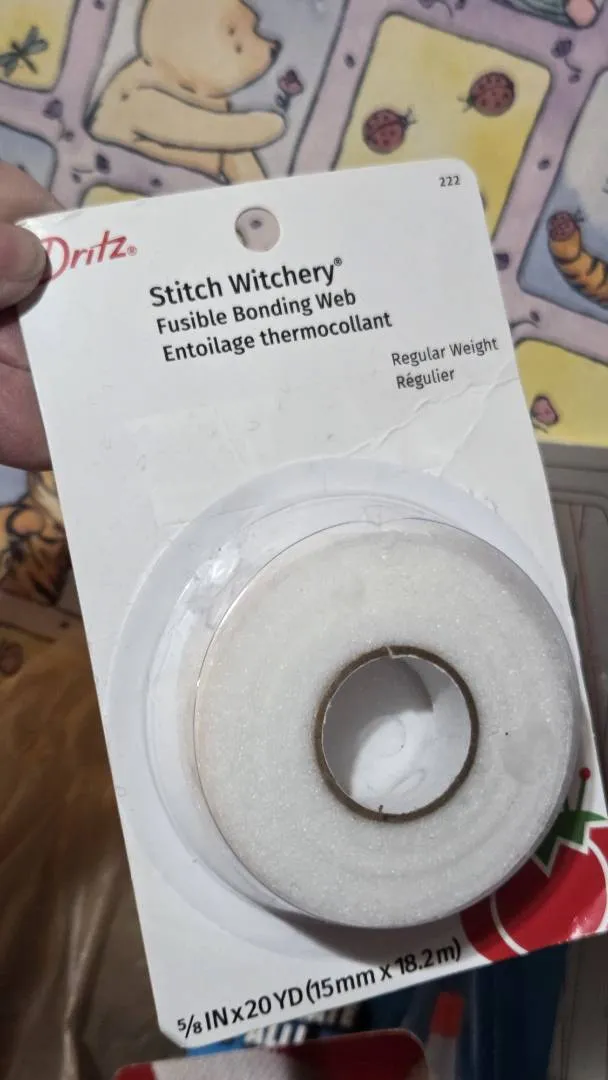 222
Dritz®
Stitch Witchery®
Fusible Bonding Web
Entoilage thermocollant
Regular Weight
Régulier
5/8 IN x 20 YD (15mm x 18.2m)